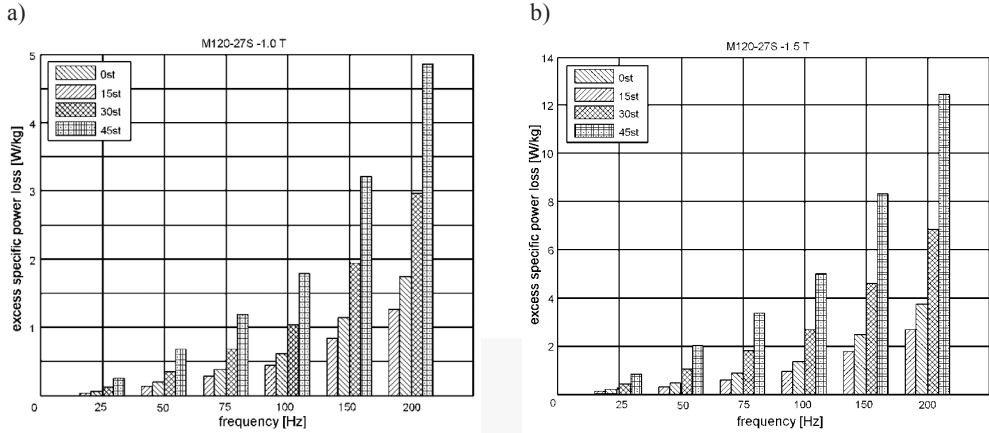 a)
M120-27S -1.0 T
excess specific power loss [W/kg]
5
4
3
2
1
0
0st
15st
30st
45st
25 50 75 100 150 200
frequency [Hz]
b)
M120-27S -1.5 T
excess specific power loss [W/kg]
14
12
10
8
6
4
2
0
0st
15st
30st
45st
25 50 75 100 150 200
frequency [Hz]